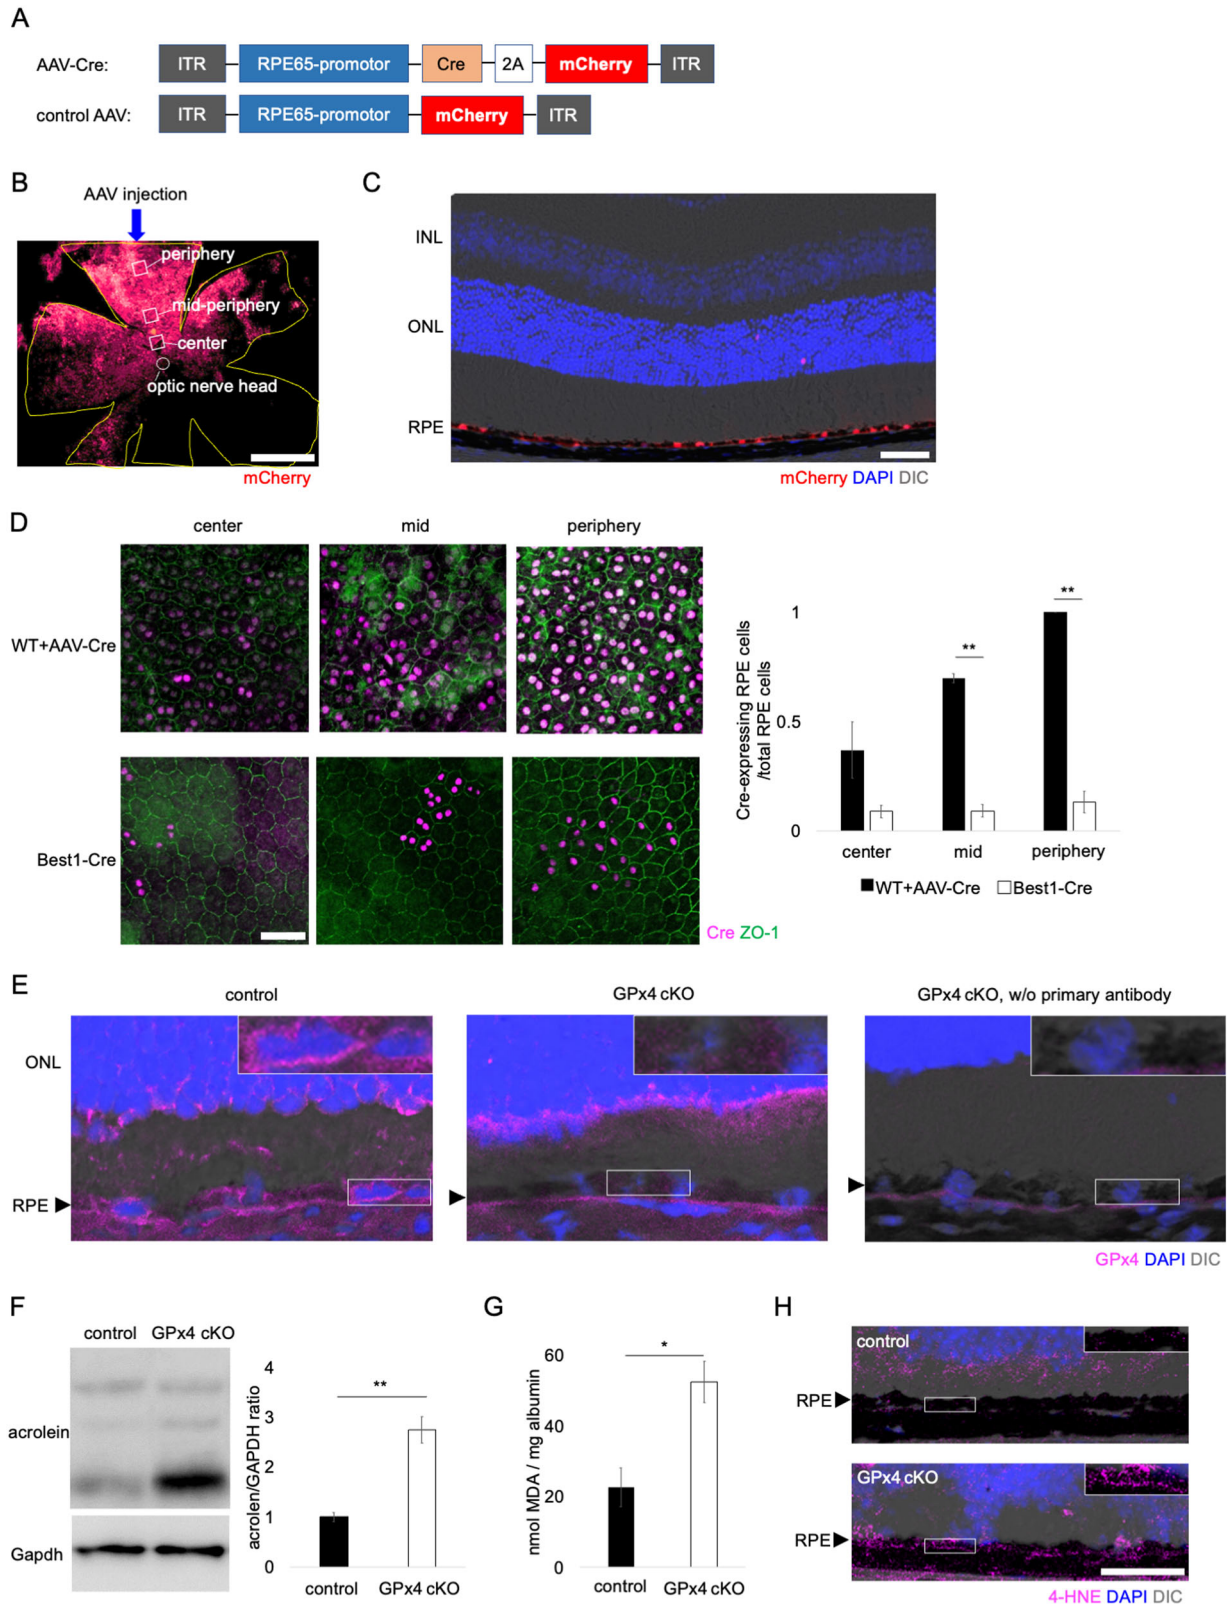 A
AAV-Cre: ITR RPE65-promotor Cre 2A mCherry ITR
control AAV: ITR RPE65-promotor mCherry ITR
B
AAV injection
periphery
mid-periphery
center
optic nerve head
mCherry
C
INL
ONL
RPE
mCherry DAPI DIC
D
center mid periphery
WT+AAV-Cre
Best1-Cre
Cre ZO-1
Cre-expressing RPE cells
/total RPE cells
1
0.5
0
**
**
center mid periphery
WT+AAV-Cre Best1-Cre
E
control GPx4 cKO GPx4 cKO, w/o primary antibody
ONL
RPE
GPx4 DAPI DIC
F
control GPx4 cKO
acrolein
Gapdh
acrolen/GAPDH ratio
4
3
2
1
0
**
control GPx4 cKO
G
nmol MDA / mg albumin
60
40
20
0
*
control GPx4 cKO
H
control
RPE
GPx4 cKO
RPE
4-HNE DAPI DIC